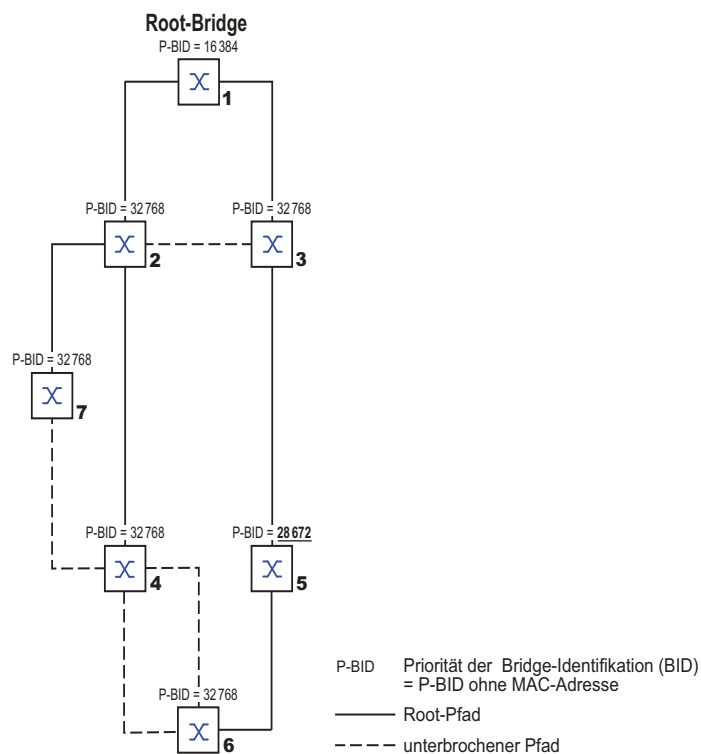 Root-Bridge
P-BID = 16 384
1
P-BID = 32 768
P-BID = 32 768
2
3
P-BID = 32 768
7
P-BID = 32 768
P-BID = 28 672
4
5
P-BID = 32 768
6
P-BID Priorität der Bridge-Identifikation (BID)
= P-BID ohne MAC-Adresse
Root-Pfad
unterbrochener Pfad